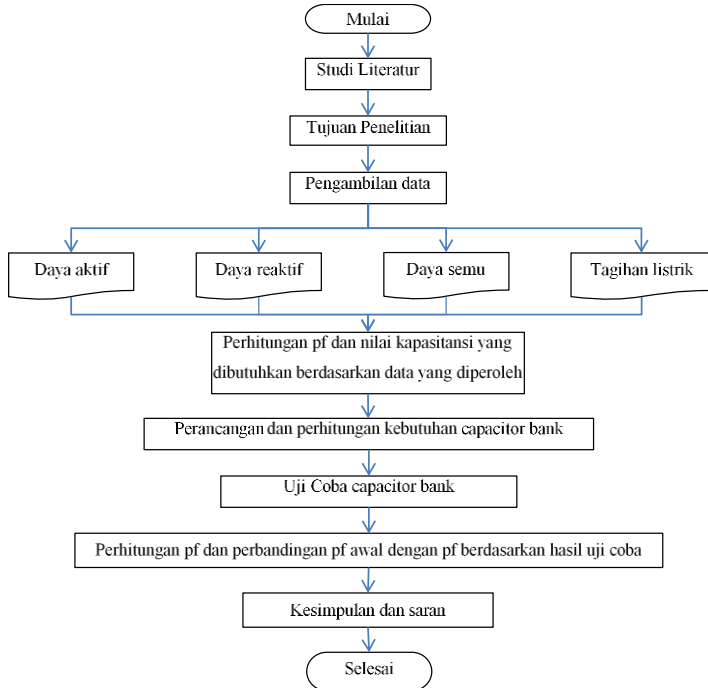 Mulai
Studi Literatur
Tujuan Penelitian
Pengambilan data
Daya aktif
Daya reaktif
Daya semu
Tagihan listrik
Perhitungan pf dan nilai kapasitansi yang
dibutuhkan berdasarkan data yang diperoleh
Perancangan dan perhitungan kebutuhan capacitor bank
Uji Coba capacitor bank
Perhitungan pf dan perbandingan pf awal dengan pf berdasarkan hasil uji coba
Kesimpulan dan saran
Selesai